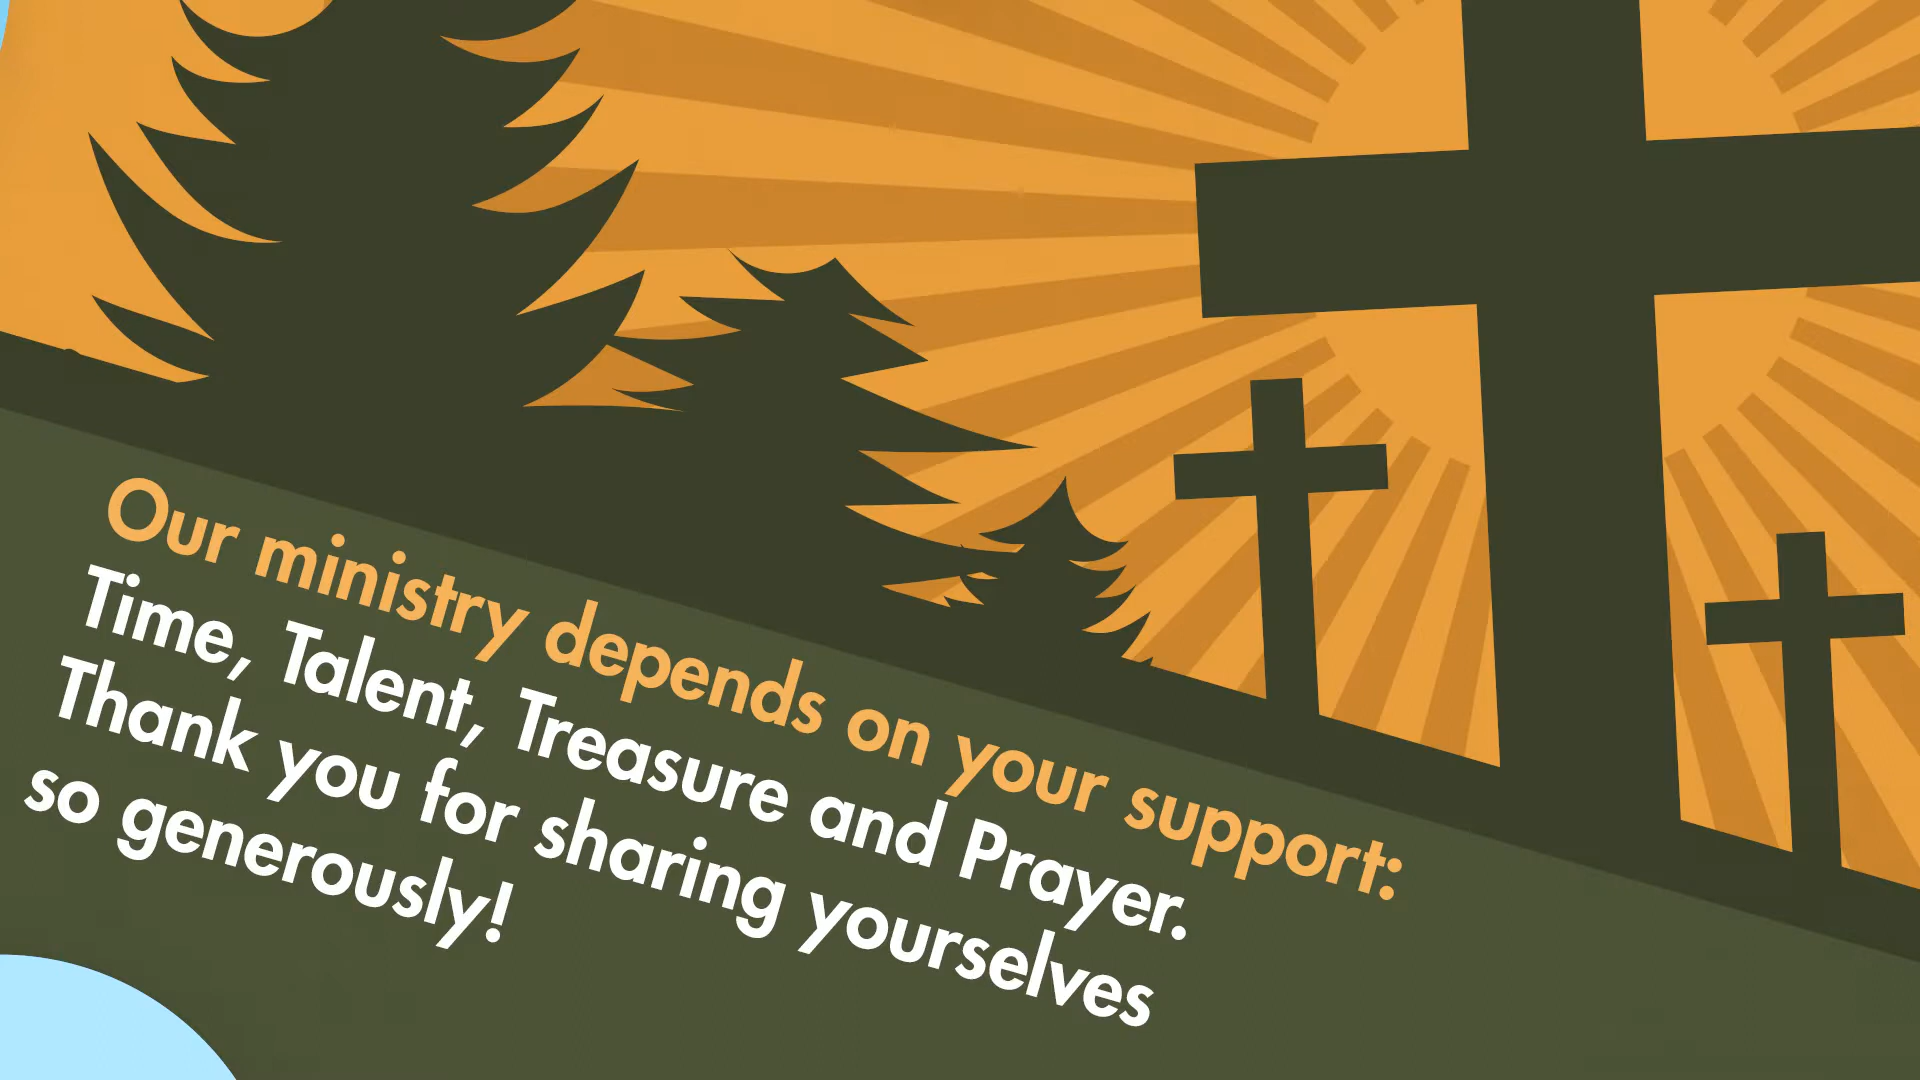 Our ministry depends on your support:
Time, Talent, Treasure and Prayer.
Thank you for sharing yourselves
so generously!